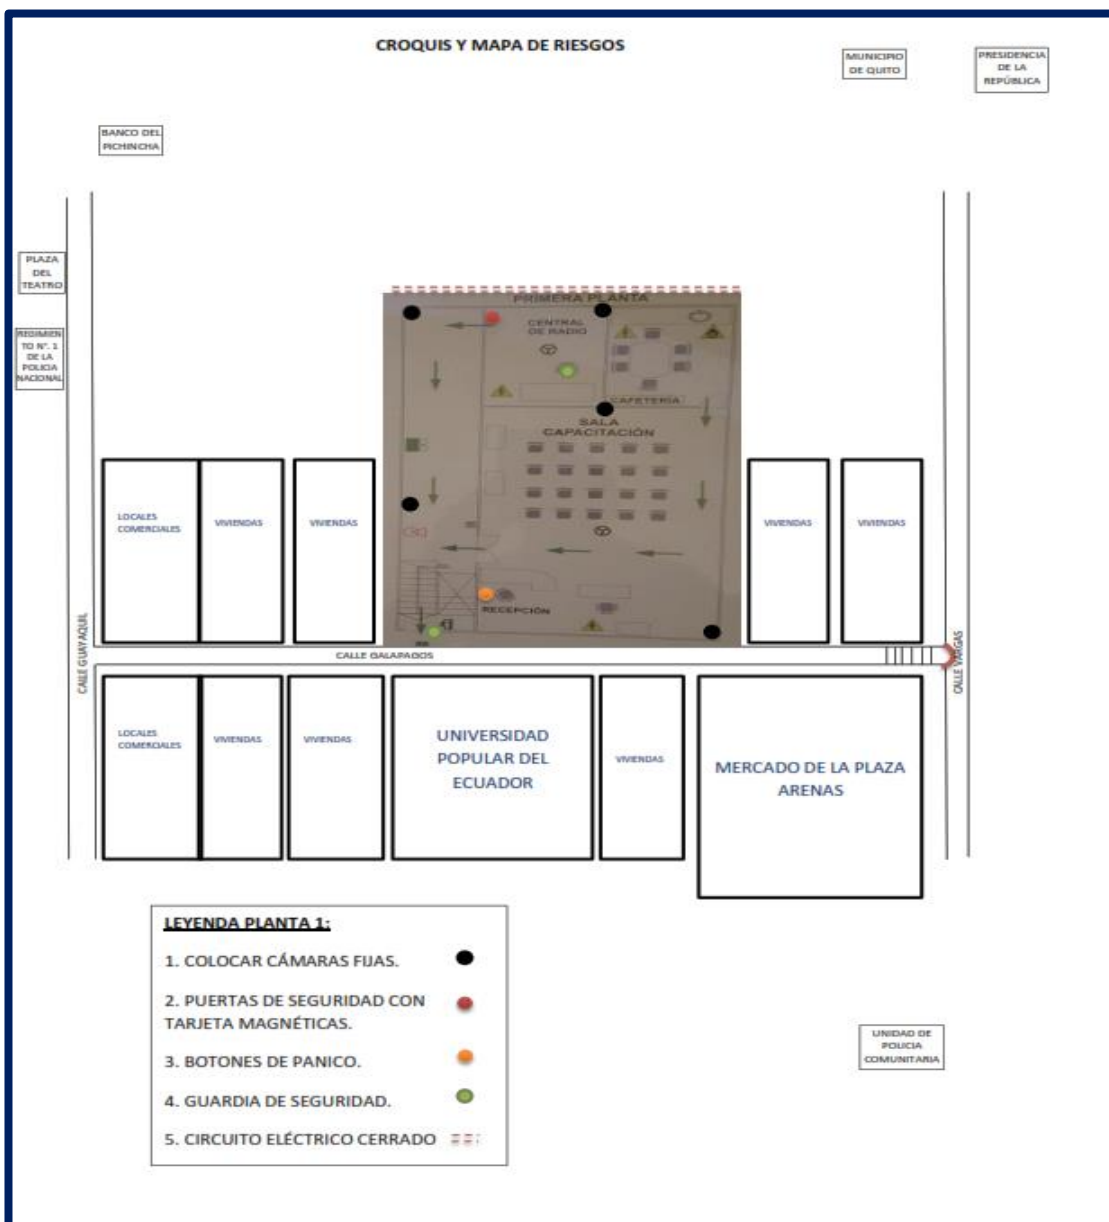 CROQUIS Y MAPA DE RIESGOS
MUNICIPIO
DE QUITO
PRESIDENCIA
DE LA
REPÚBLICA
BANCO DEL
PICHINCHA
PLAZA
DEL
TEATRO
REGIMIEN
TO N°. 1
DE LA
POLICIA
NACIONAL
PRIMERA PLANTA
CENTRAL
DE RADIO
CAFETERÍA
SALA
CAPACITACIÓN
RECEPCIÓN
LOCALES
COMERCIALES
VIVIENDAS
VIVIENDAS
VIVIENDAS
VIVIENDAS
CALLE GUAYAQUIL
CALLE GALAPAGOS
CALLE VARGAS
LOCALES
COMERCIALES
VIVIENDAS
VIVIENDAS
UNIVERSIDAD
POPULAR DEL
ECUADOR
VIVIENDAS
MERCADO DE LA PLAZA
ARENAS
LEYENDA PLANTA 1:
1. COLOCAR CÁMARAS FIJAS.
2. PUERTAS DE SEGURIDAD CON
TARJETA MAGNÉTICAS.
3. BOTONES DE PANICO.
4. GUARDIA DE SEGURIDAD.
5. CIRCUITO ELÉCTRICO CERRADO
UNIDAD DE
POLICIA
COMUNITARIA